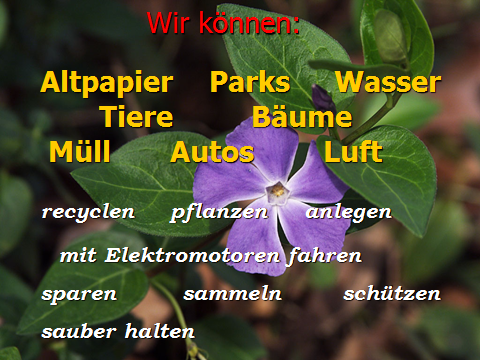 Wir können:
Altpapier Parks Wasser
Tiere Bäume
Müll Autos Luft
recyclen pflanzen anlegen
mit Elektromotoren fahren
sparen sammeln schützen
sauber halten